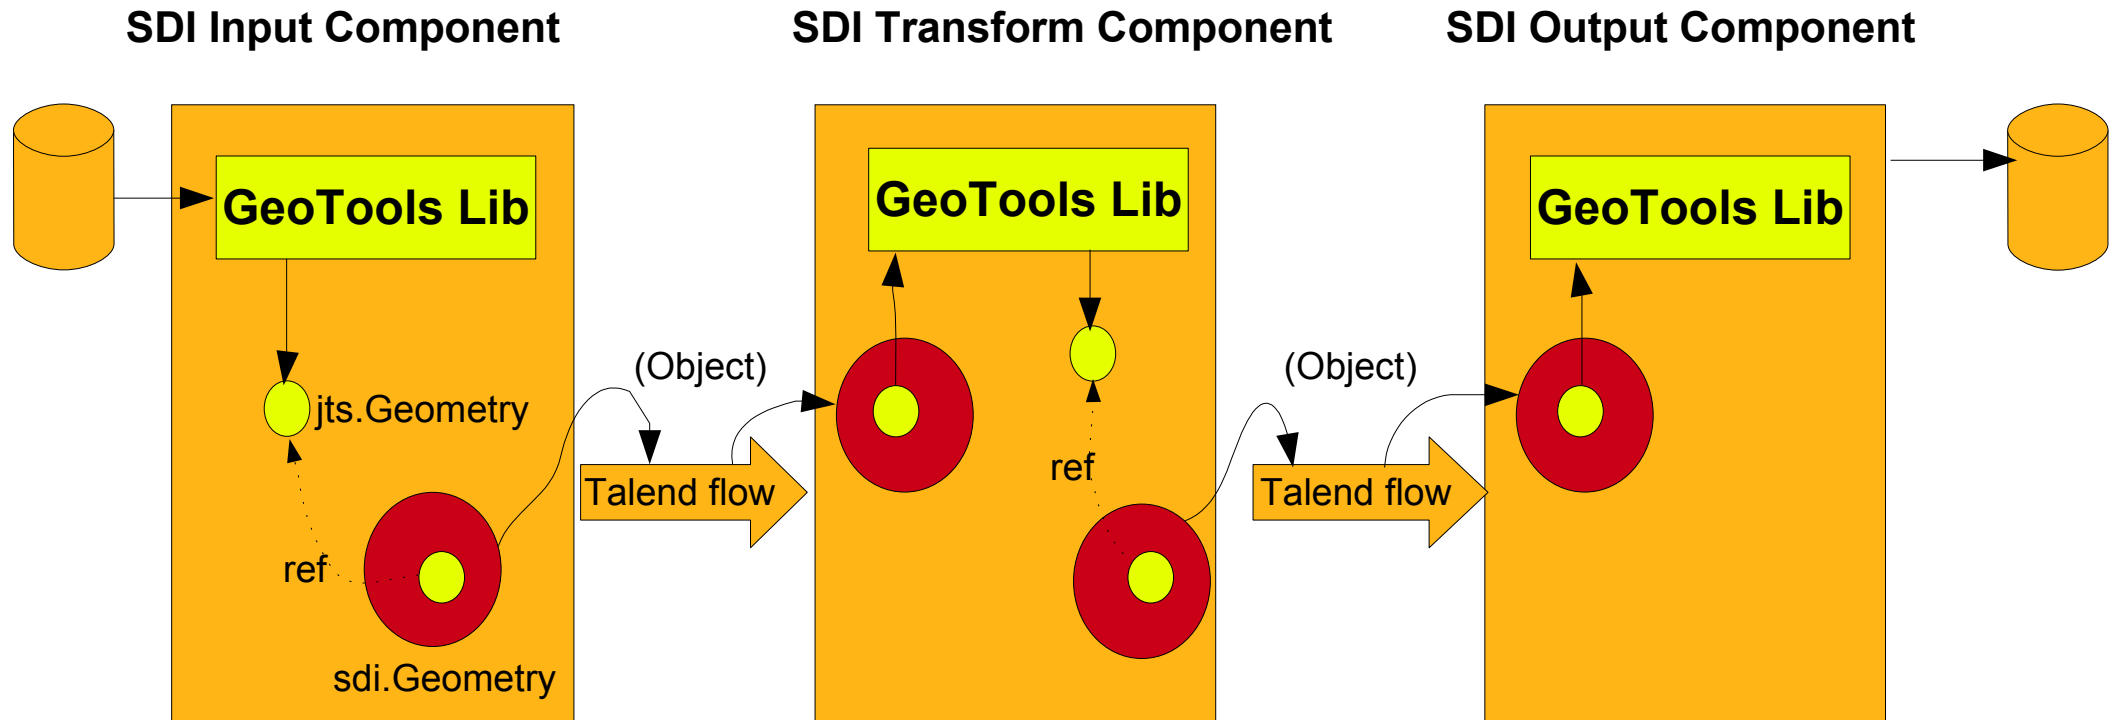 SDI Input Component
SDI Transform Component
SDI Output Component
GeoTools Lib
GeoTools Lib
GeoTools Lib
(Object)
(Object)
jts.Geometry
ref
Talend flow
Talend flow
ref
sdi.Geometry